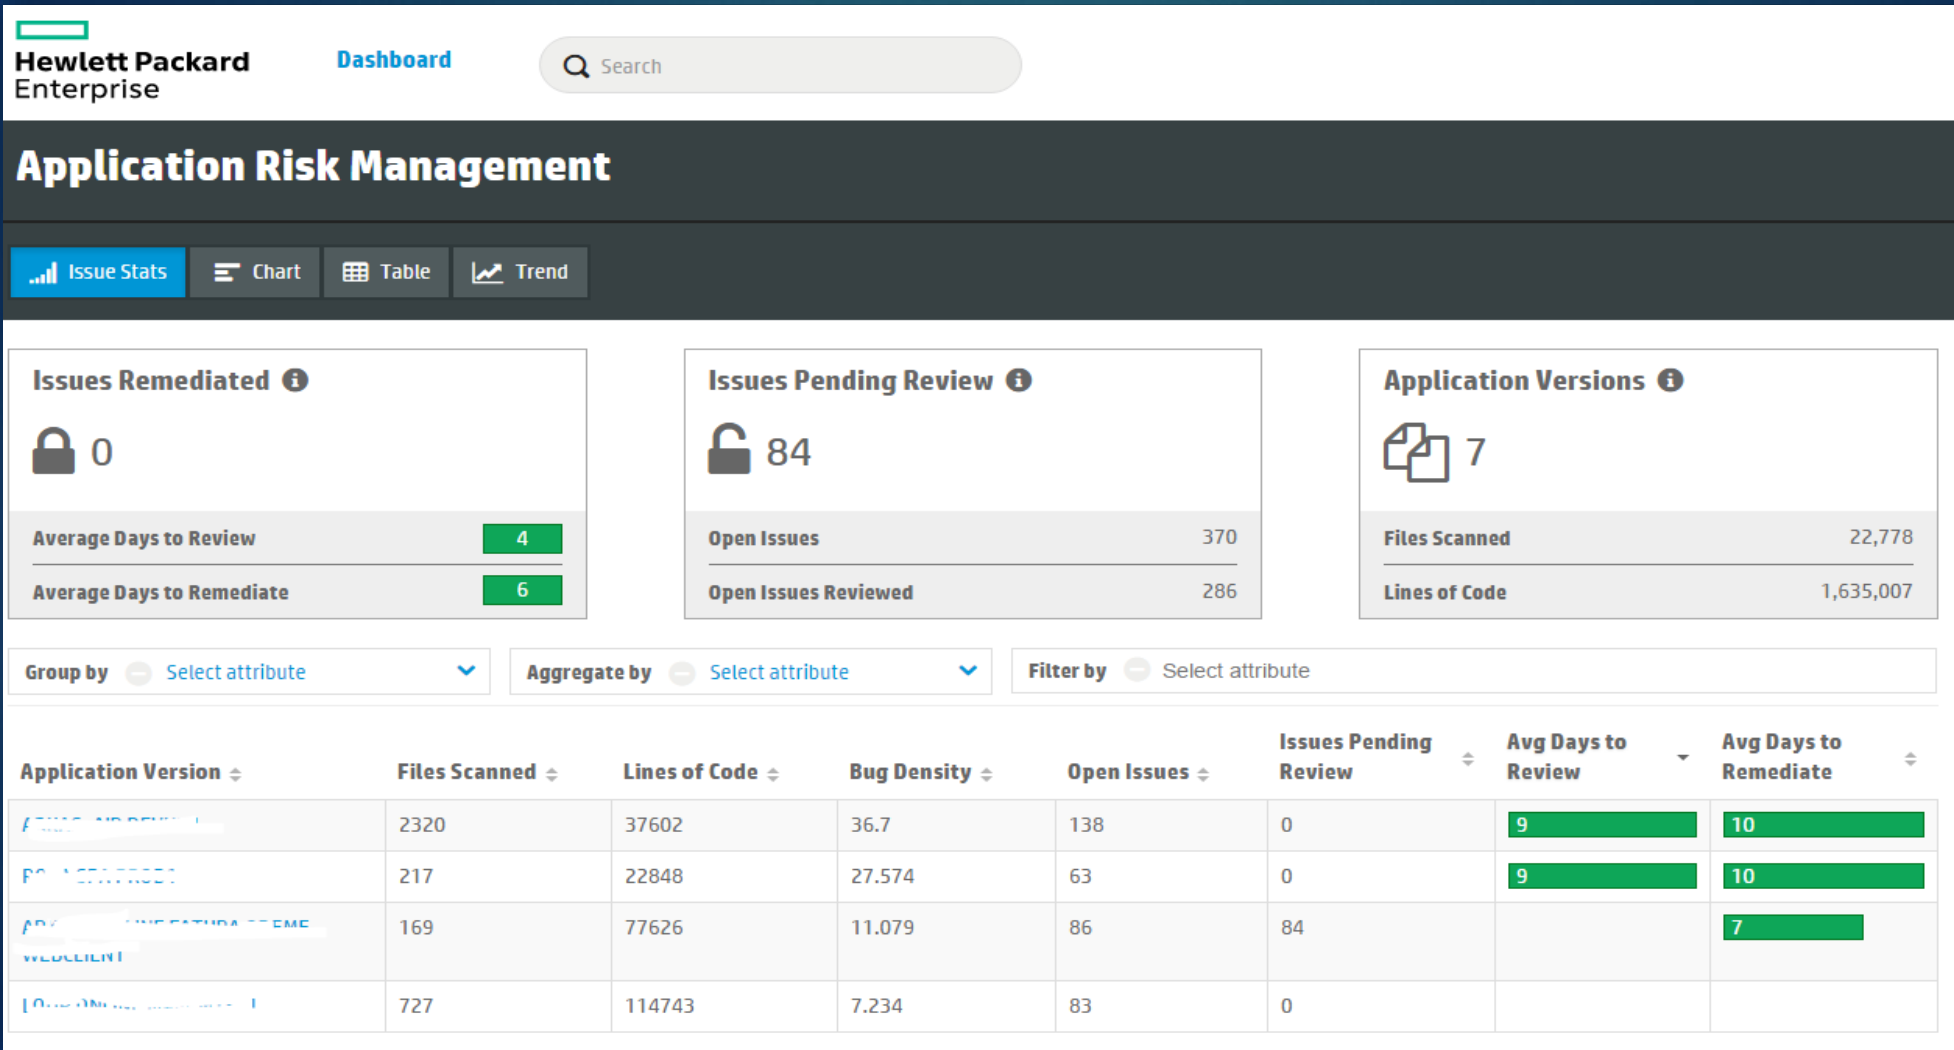 Hewlett Packard
Enterprise
Dashboard
Search
Application Risk Management
Issue Stats
Chart
Table
Trend
Issues Remediated
0
Average Days to Review 4
Average Days to Remediate 6
Issues Pending Review
84
Open Issues 370
Open Issues Reviewed 286
Application Versions
7
Files Scanned 22,778
Lines of Code 1,635,007
Group by Select attribute
Aggregate by Select attribute
Filter by Select attribute
Application Version Files Scanned Lines of Code Bug Density Open Issues Issues Pending Review Avg Days to Review Avg Days to Remediate
2320 37602 36.7 138 0 9 10
217 22848 27.574 63 0 9 10
169 77626 11.079 86 84 7
WEBCLIENT
727 114743 7.234 83 0